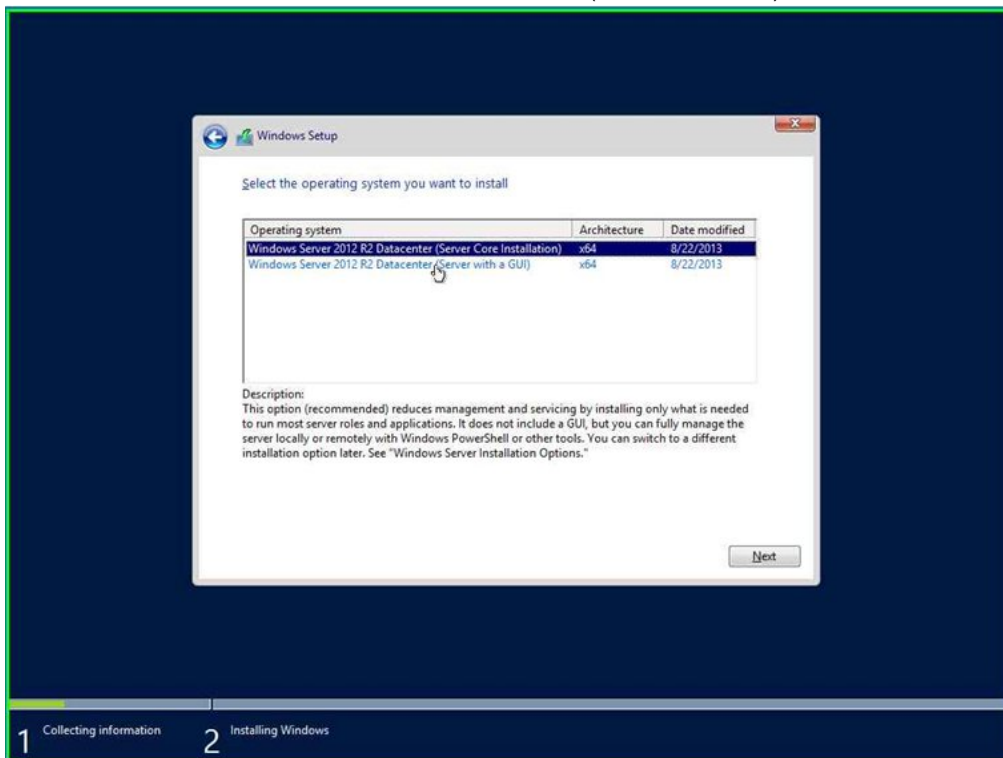 Windows Setup
Select the operating system you want to install
Operating system Architecture Date modified
Windows Server 2012 R2 Datacenter (Server Core Installation) x64 8/22/2013
Windows Server 2012 R2 Datacenter (Server with a GUI) x64 8/22/2013
Description:
This option (recommended) reduces management and servicing by installing only what is needed
to run most server roles and applications. It does not include a GUI, but you can fully manage the
server locally or remotely with Windows PowerShell or other tools. You can switch to a different
installation option later. See "Windows Server Installation Options."
Next
1 Collecting information 2 Installing Windows